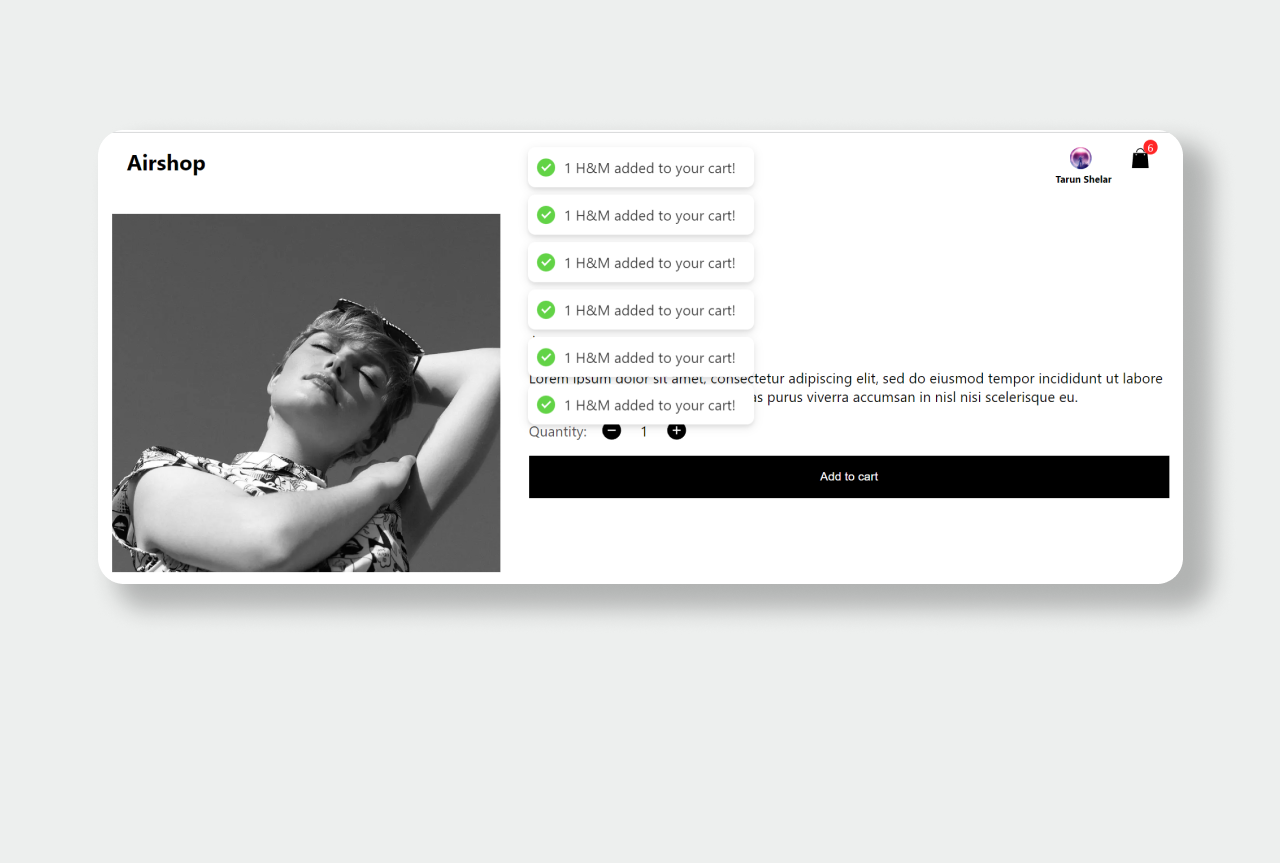 Airshop
1 H&M added to your cart!
6
Tarun Shelar
1 H&M added to your cart!
1 H&M added to your cart!
1 H&M added to your cart!
1 H&M added to your cart!
Lorem ipsum dolor sit amet, consectetur adipiscing elit, sed do eiusmod tempor incididunt ut labore
1 H&M added to your cart!
purus viverra accumsan in nisl nisi scelerisque eu.
Quantity: 1
Add to cart